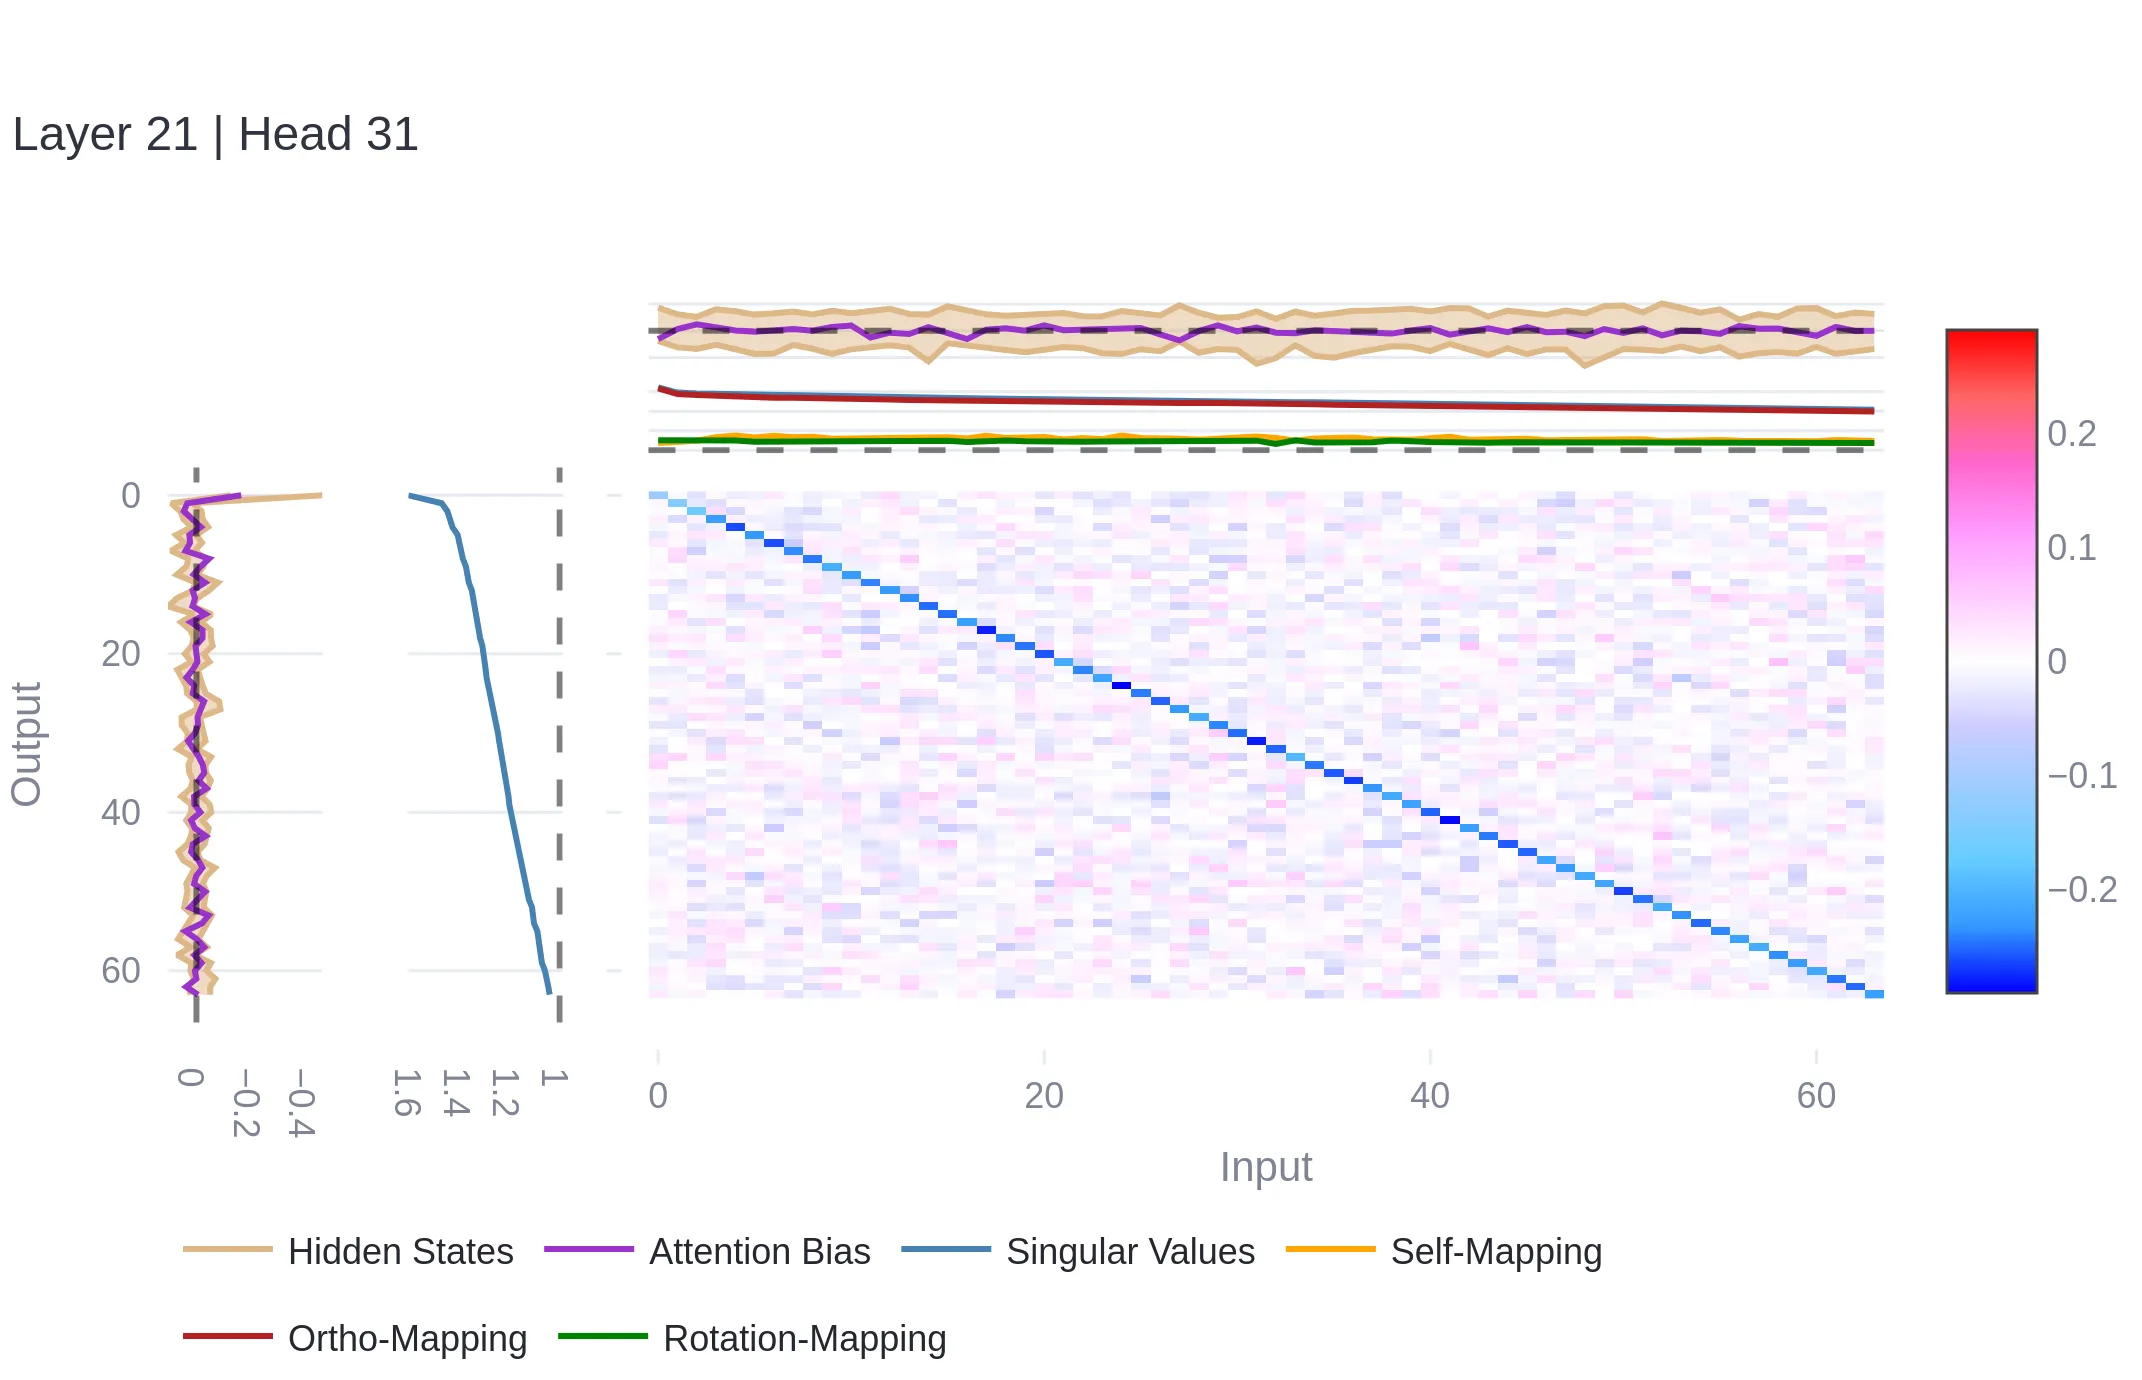 Layer 21 | Head 31
0
20
40
60
Output
0
−0.2
−0.4
1.6
1.4
1.2
1
0
20
40
60
Input
0.2
0.1
0
−0.1
−0.2
Hidden States
Attention Bias
Singular Values
Self-Mapping
Ortho-Mapping
Rotation-Mapping